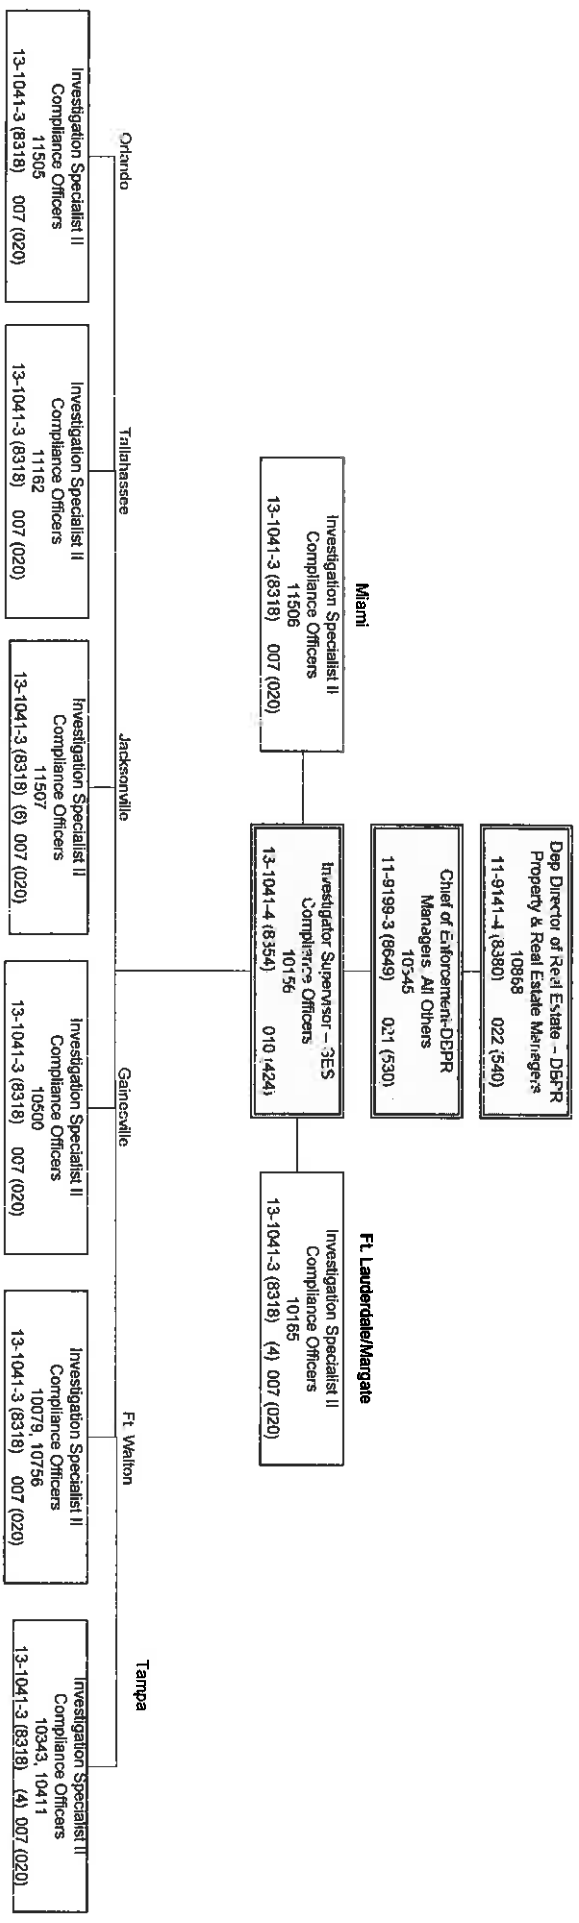 Dep Director of Real Estate – DBPR
Property & Real Estate Managers
10868
11-9141-4 (8380) 022 (540)
Chief of Enforcement-DBPR
Managers, All Others
10345
11-9199-3 (8649) 021 (530)
Miami
Investigation Specialist II
Compliance Officers
11506
13-1041-3 (8318) 007 (020)
Investigator Supervisor – SES
Compliance Officers
10156
13-1041-4 (8354) 010 (424)
Ft. Lauderdale/Margate
Investigation Specialist II
Compliance Officers
10165
13-1041-3 (8318) (4) 007 (020)
Orlando
Investigation Specialist II
Compliance Officers
11505
13-1041-3 (8318) 007 (020)
Tallahassee
Investigation Specialist II
Compliance Officers
11162
13-1041-3 (8318) 007 (020)
Jacksonville
Investigation Specialist II
Compliance Officers
11507
13-1041-3 (8318) (6) 007 (020)
Gainesville
Investigation Specialist II
Compliance Officers
10500
13-1041-3 (8318) 007 (020)
Ft. Walton
Investigation Specialist II
Compliance Officers
10079, 10756
13-1041-3 (8318) 007 (020)
Tampa
Investigation Specialist II
Compliance Officers
10343, 10411
13-1041-3 (8318) (4) 007 (020)